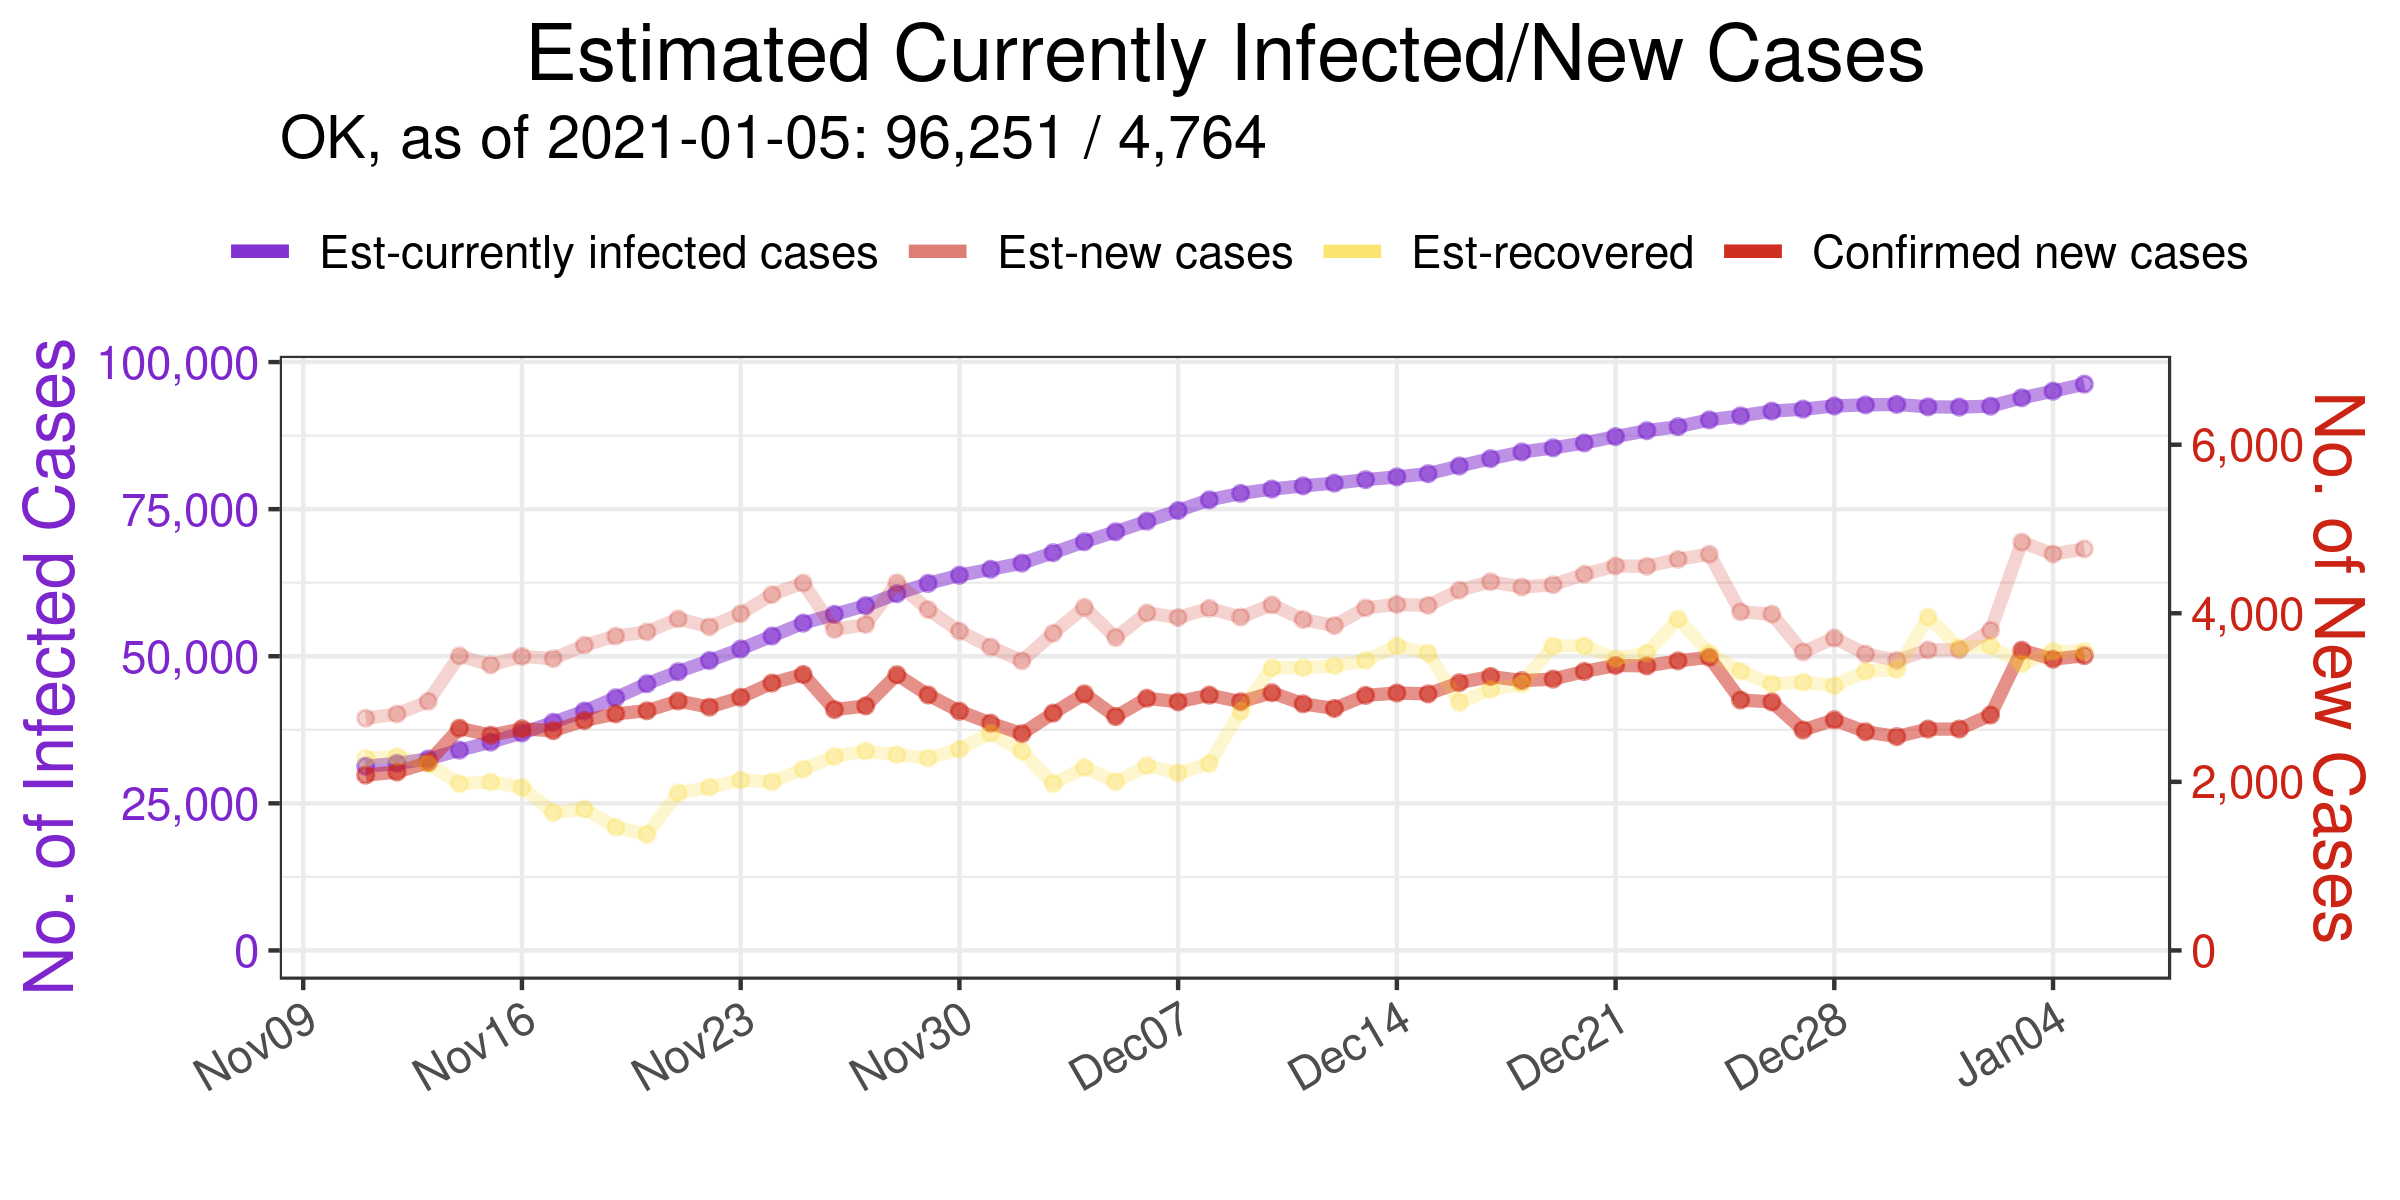 Estimated Currently Infected/New Cases
OK, as of 2021-01-05: 96,251 / 4,764
Est-currently infected cases Est-new cases Est-recovered Confirmed new cases
No. of Infected Cases
100,000
75,000
50,000
25,000
0
6,000
4,000
2,000
0
No. of New Cases
Nov09 Nov16 Nov23 Nov30 Dec07 Dec14 Dec21 Dec28 Jan04